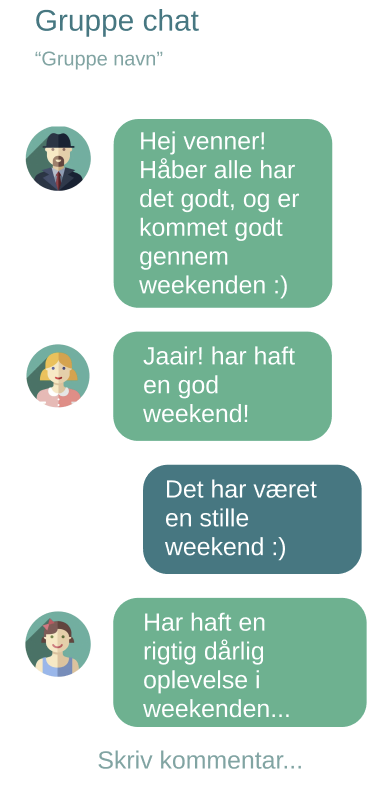 Gruppe chat
“Gruppe navn”
Hej venner!
Håber alle har
det godt, og er
kommet godt
gennem
weekenden :)
Jaair! har haft
en god
weekend!
Det har været
en stille
weekend :)
Har haft en
rigtig dårlig
oplevelse i
weekenden...
Skriv kommentar...